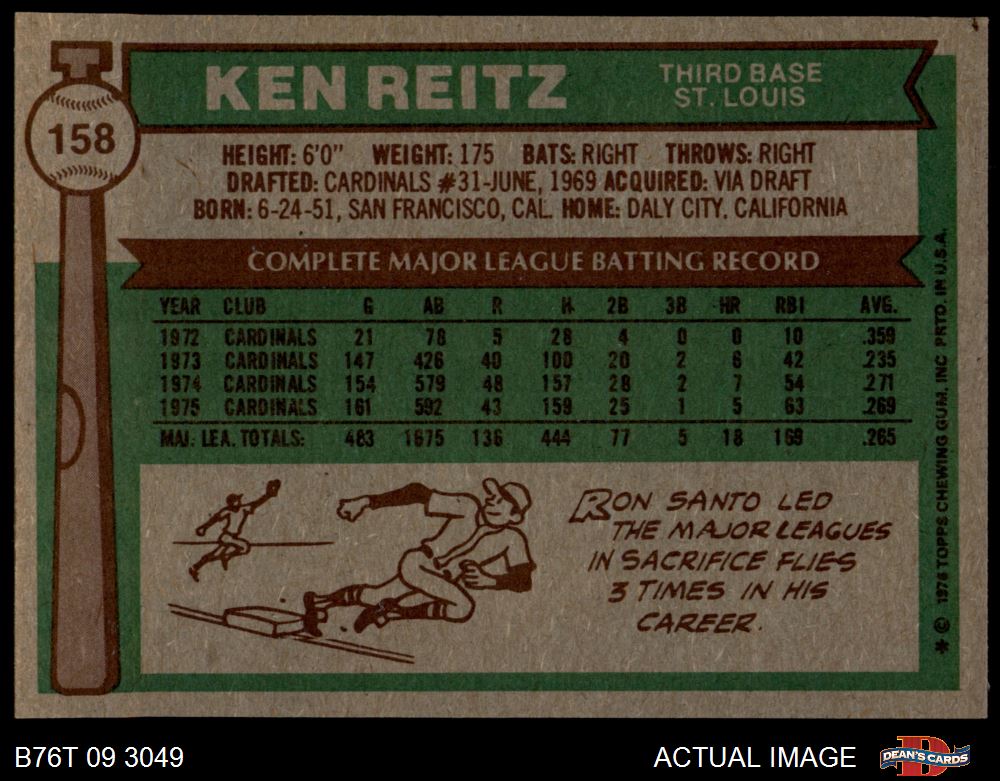 158
KEN REITZ
THIRD BASE
ST. LOUIS
HEIGHT: 6'0" WEIGHT: 175 BATS: RIGHT THROWS: RIGHT
DRAFTED: CARDINALS #31-JUNE, 1969 ACQUIRED: VIA DRAFT
BORN: 6-24-51, SAN FRANCISCO, CAL. HOME: DALY CITY, CALIFORNIA
COMPLETE MAJOR LEAGUE BATTING RECORD
YEAR CLUB G AB R H 2B 3B HR RBI AVG.
1972 CARDINALS 21 78 5 28 4 0 0 10 .359
1973 CARDINALS 147 426 40 100 20 2 6 42 .235
1974 CARDINALS 154 579 48 157 28 2 7 54 .271
1975 CARDINALS 161 592 43 159 25 1 5 63 .269
MAJ. LEA. TOTALS: 483 1675 136 444 77 5 18 169 .265
RON SANTO LED
THE MAJOR LEAGUES
IN SACRIFICE FLIES
3 TIMES IN HIS
CAREER.
* © 1976 TOPPS CHEWING GUM, INC PRTD. IN U.S.A.
B76T 09 3049
ACTUAL IMAGE
D
DEAN'S CARDS